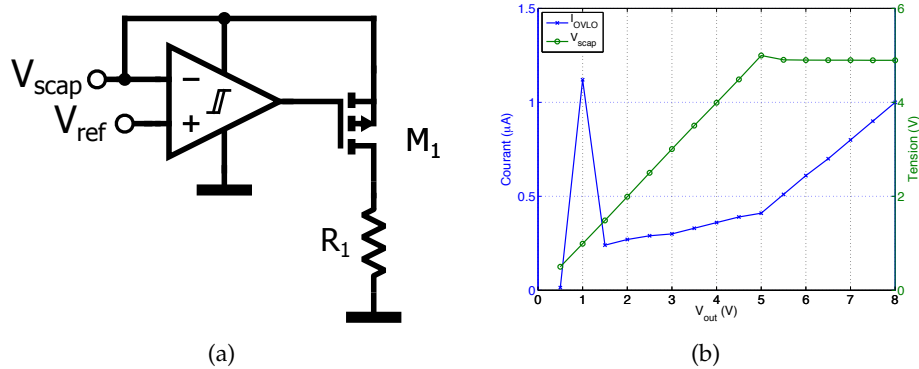 V_scap
V_ref
−
+
M_1
R_1
(a)
I_OVLO
V_scap
Courant (μA)
1.5
1
0.5
0
0 1 2 3 4 5 6 7 8
V_out (V)
6
4
2
0
Tension (V)
(b)